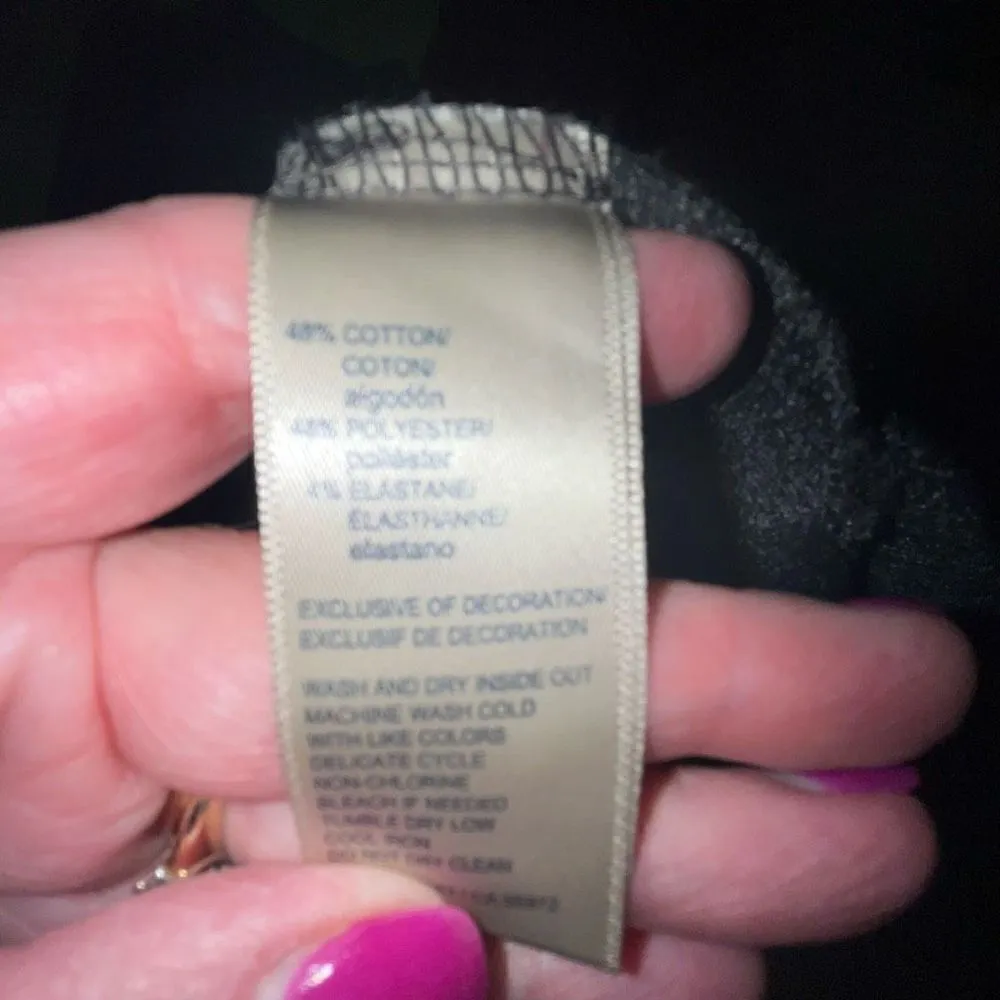 48% COTTON/
COTON/
algodón
48% POLYESTER/
poliéster
4% ELASTANE/
ÉLASTHANNE/
elastano
EXCLUSIVE OF DECORATION/
EXCLUSIF DE DECORATION
WASH AND DRY INSIDE OUT
MACHINE WASH COLD
WITH LIKE COLORS
DELICATE CYCLE
NON-CHLORINE
BLEACH IF NEEDED
TUMBLE DRY LOW
COOL IRON
DO NOT DRY CLEAN